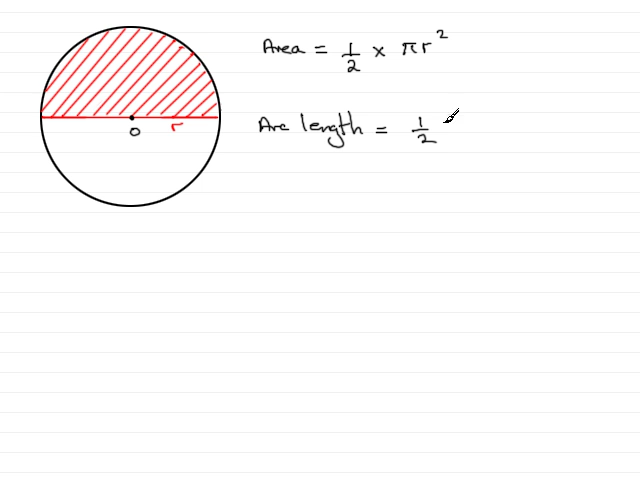 Area = 1/2 × πr²
Arc length = 1/2
O r